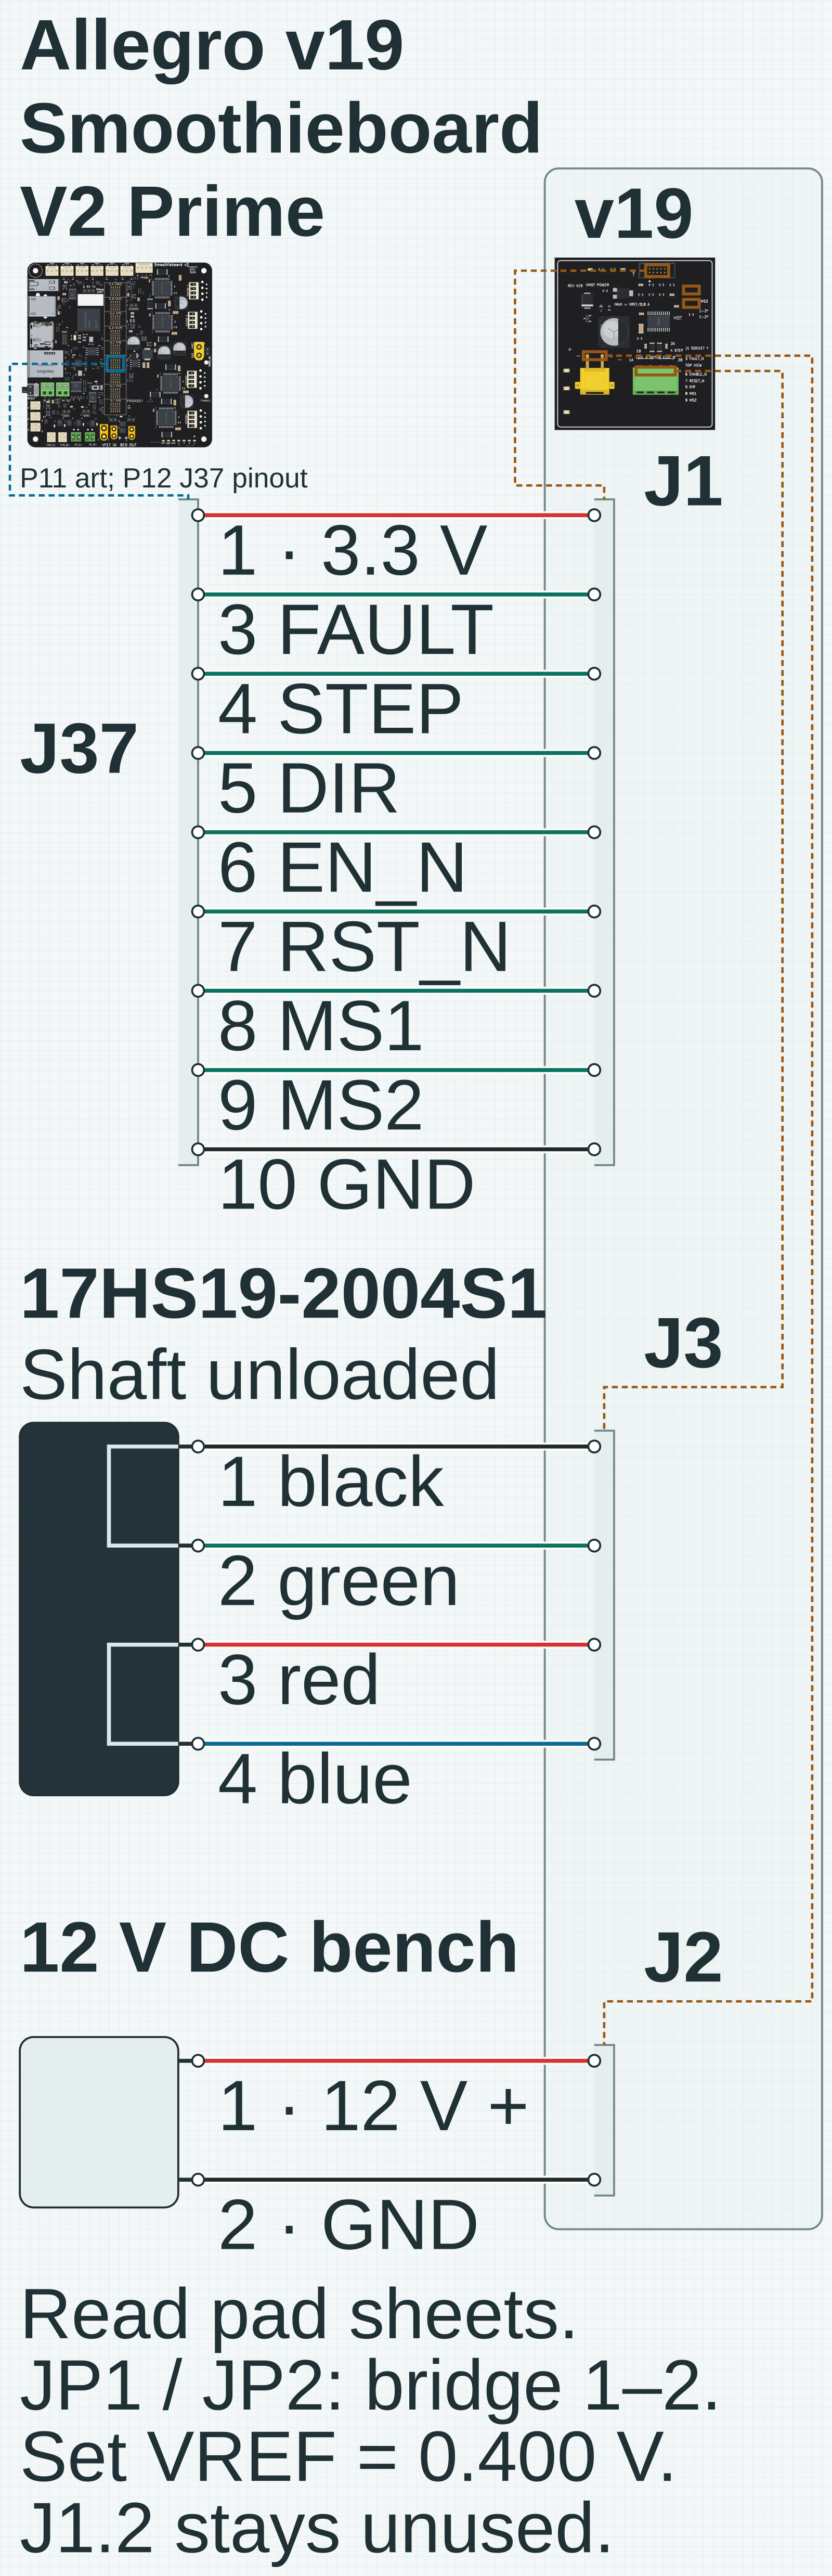 Allegro v19
Smoothieboard
V2 Prime
v19
P11 art; P12 J37 pinout
J1
1 · 3.3 V
3 FAULT
4 STEP
J37
5 DIR
6 EN_N
7 RST_N
8 MS1
9 MS2
10 GND
17HS19-2004S1
Shaft unloaded
J3
1 black
2 green
3 red
4 blue
12 V DC bench
J2
1 · 12 V +
2 · GND
Read pad sheets.
JP1 / JP2: bridge 1–2.
Set VREF = 0.400 V.
J1.2 stays unused.